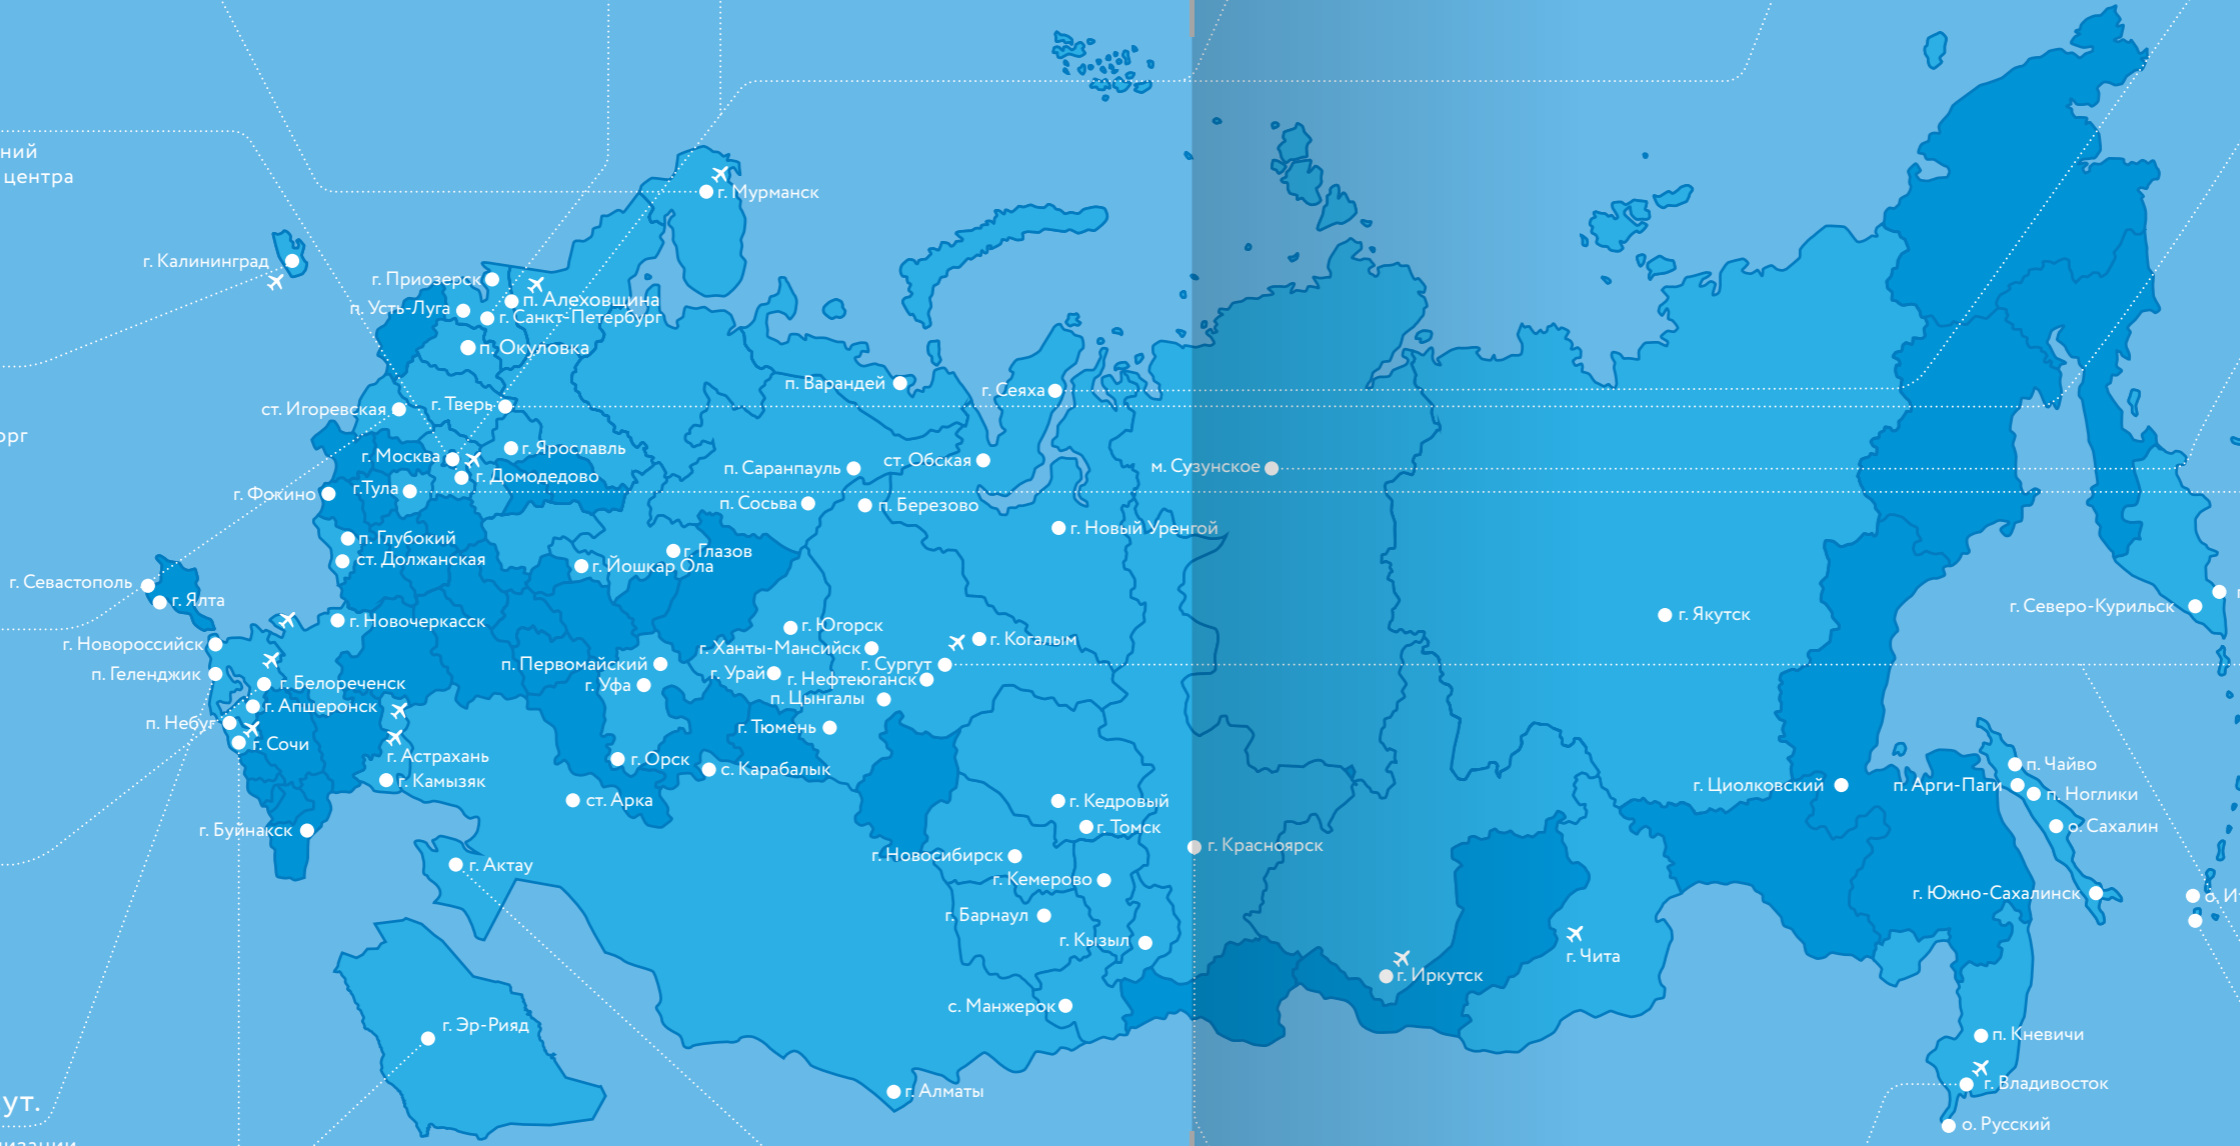 ний
центра
г. Мурманск
г. Калининград
г. Приозерск
п. Алеховщина
п. Усть-Луга
г. Санкт-Петербург
п. Окуловка
п. Варандей
г. Сеяха
ст. Игоревская
г. Тверь
орг
г. Ярославль
г. Москва
ст. Обская
м. Сузунское
п. Саранпауль
г. Домодедово
г. Фокино
г.Тула
п. Сосьва
п. Березово
г. Новый Уренгой
п. Глубокий
г. Глазов
ст. Должанская
г. Йошкар Ола
г. Севастополь
г. Ялта
г. Северо-Курильск
г. Якутск
г. Новочеркасск
г. Югорск
г. Когалым
г. Новороссийск
г. Ханты-Мансийск
п. Первомайский
г. Сургут
п. Геленджик
г. Урай
г. Нефтеюганск
г. Белореченск
г. Уфа
п. Цынгалы
г. Апшеронск
п. Небуг
г. Тюмень
г. Сочи
г. Астрахань
г. Орск
с. Карабалык
п. Чайво
г. Камызяк
г. Циолковский
п. Арги-Паги
п. Ноглики
ст. Арка
г. Кедровый
г. Томск
о. Сахалин
г. Буйнакск
г. Красноярск
г. Новосибирск
г. Актау
г. Кемерово
г. Южно-Сахалинск
о. И
г. Барнаул
г. Кызыл
г. Чита
г. Иркутск
с. Манжерок
г. Эр-Рияд
п. Кневичи
г. Владивосток
г. Алматы
ут.
о. Русский